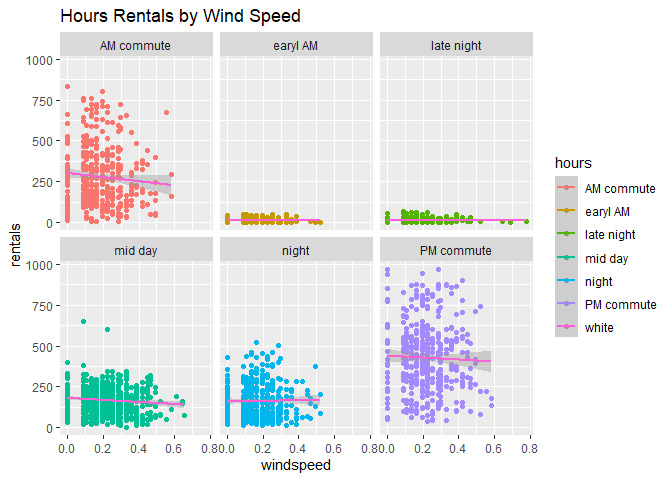 Hours Rentals by Wind Speed
AM commute
earyl AM
late night
1000
750
500
250
0
mid day
night
PM commute
1000
750
500
250
0
0.0 0.2 0.4 0.6 0.8
0.0 0.2 0.4 0.6 0.8
0.0 0.2 0.4 0.6 0.8
windspeed
rentals
hours
AM commute
earyl AM
late night
mid day
night
PM commute
white